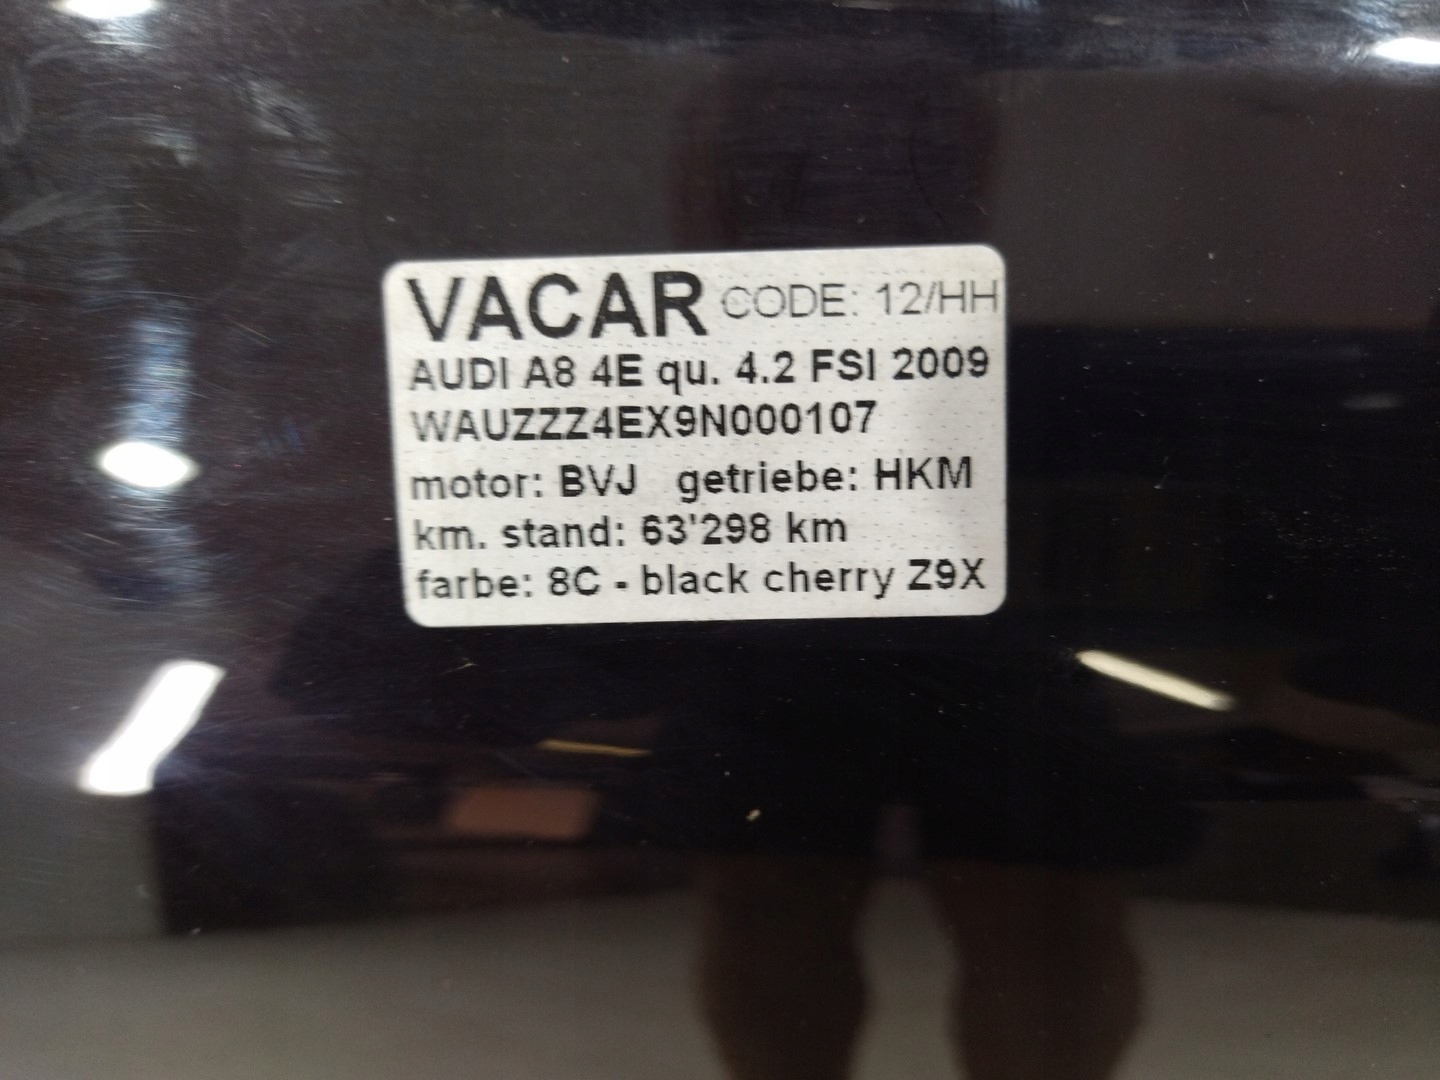 VACAR CODE: 12/HH
AUDI A8 4E qu. 4.2 FSI 2009
WAUZZZ4EX9N000107
motor: BVJ getriebe: HKM
km. stand: 63'298 km
farbe: 8C - black cherry Z9X